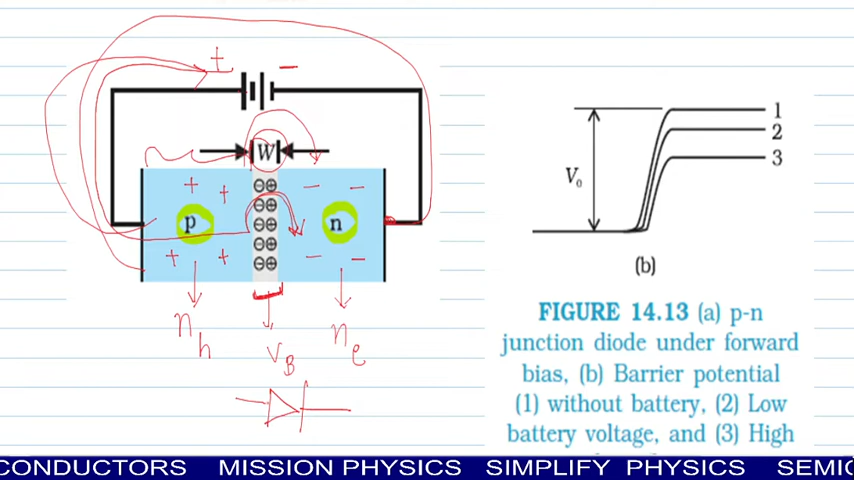 + −
W
+ + − −
⊖⊕
⊖⊕
p ⊖⊕ n
⊖⊕
+ + ⊖⊕ − −
n h
V B
n e
V₀
1
2
3
(b)
FIGURE 14.13 (a) p-n
junction diode under forward
bias, (b) Barrier potential
(1) without battery, (2) Low
battery voltage, and (3) High
CONDUCTORS MISSION PHYSICS SIMPLIFY PHYSICS SEMIC